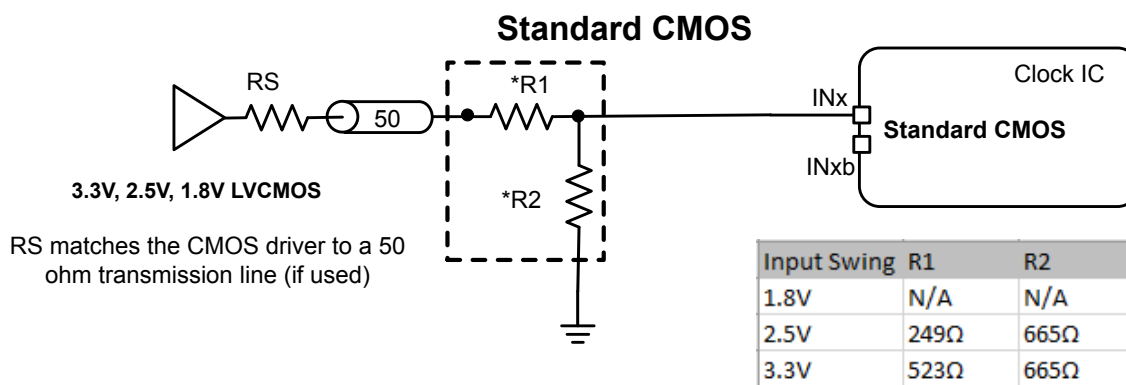 Standard CMOS
RS
50
*R1
*R2
INx
INxb
Clock IC
Standard CMOS
3.3V, 2.5V, 1.8V LVCMOS
RS matches the CMOS driver to a 50
ohm transmission line (if used)
Input Swing R1 R2
1.8V N/A N/A
2.5V 249Ω 665Ω
3.3V 523Ω 665Ω